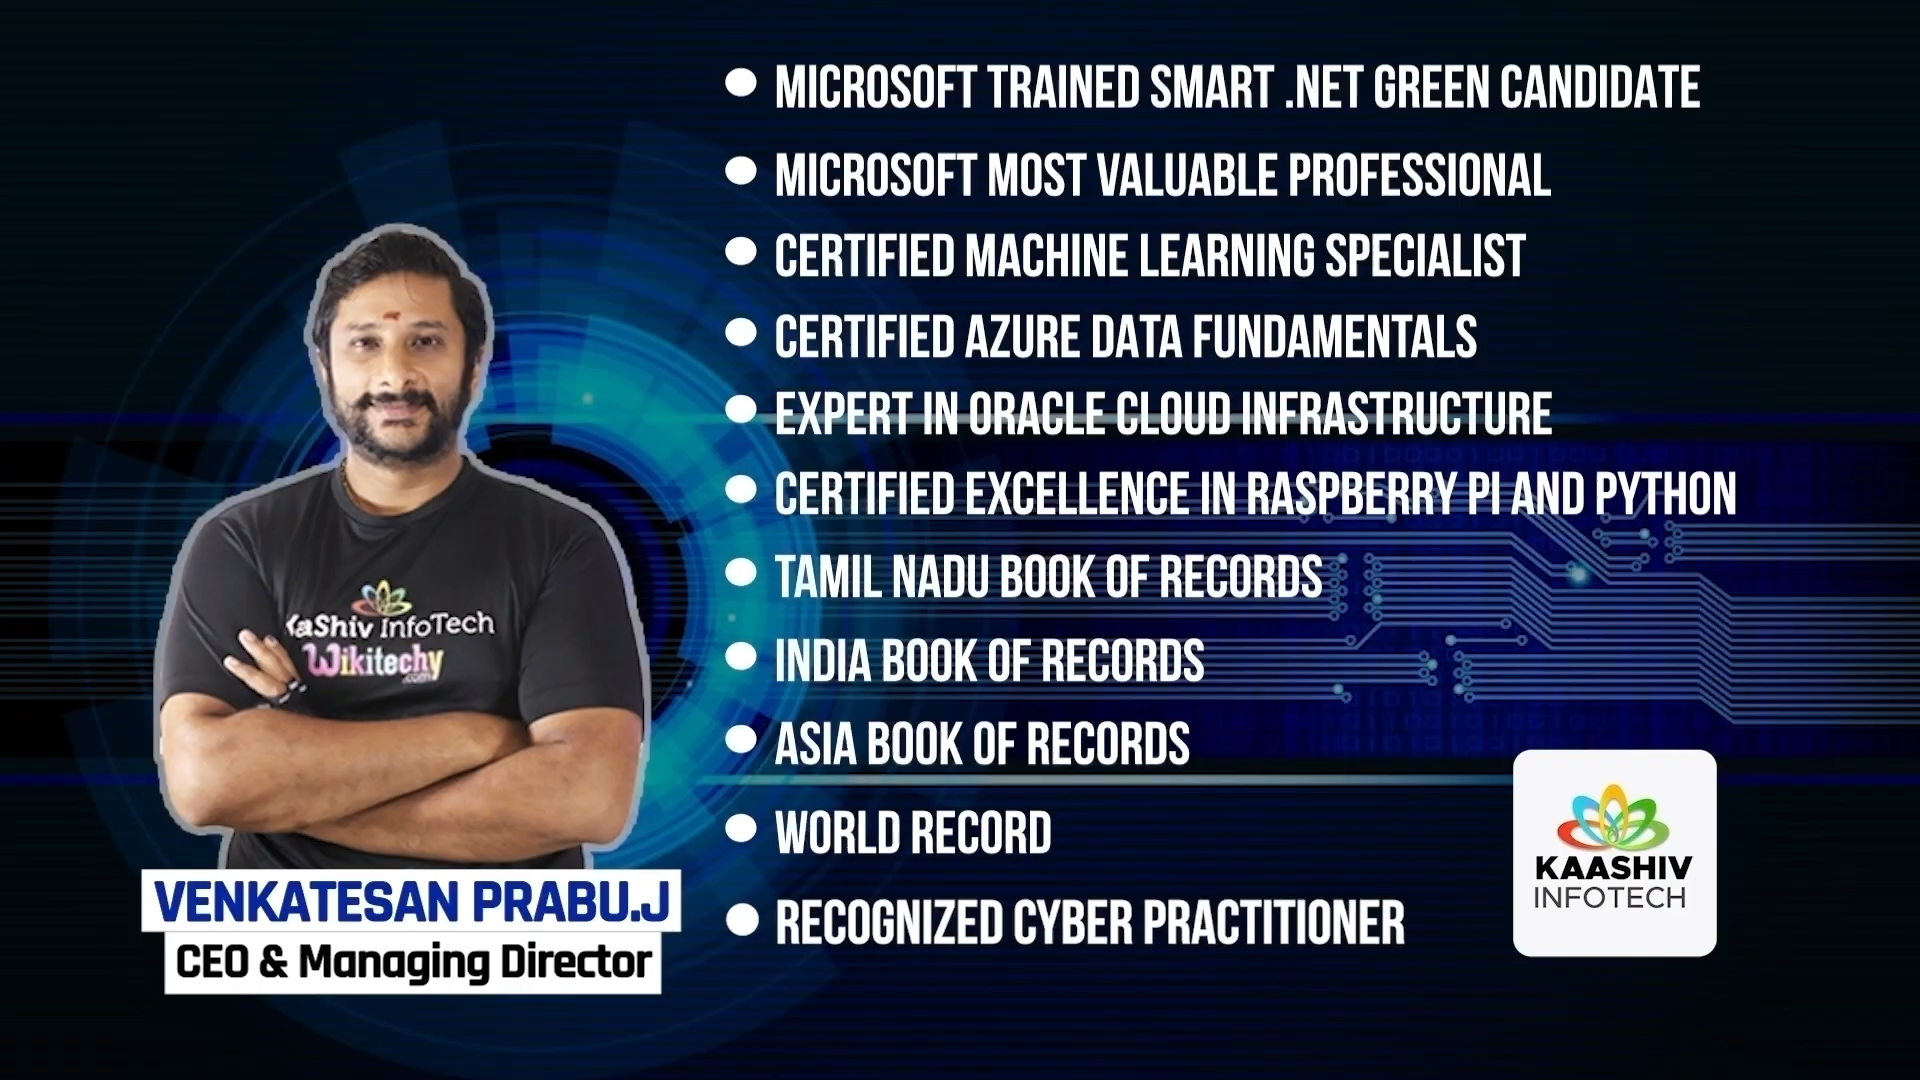 MICROSOFT TRAINED SMART .NET GREEN CANDIDATE
MICROSOFT MOST VALUABLE PROFESSIONAL
CERTIFIED MACHINE LEARNING SPECIALIST
CERTIFIED AZURE DATA FUNDAMENTALS
EXPERT IN ORACLE CLOUD INFRASTRUCTURE
CERTIFIED EXCELLENCE IN RASPBERRY PI AND PYTHON
TAMIL NADU BOOK OF RECORDS
INDIA BOOK OF RECORDS
ASIA BOOK OF RECORDS
WORLD RECORD
RECOGNIZED CYBER PRACTITIONER
KaShiv InfoTech
Wikitechy
.com
VENKATESAN PRABU.J
CEO & Managing Director
KAASHIV
INFOTECH